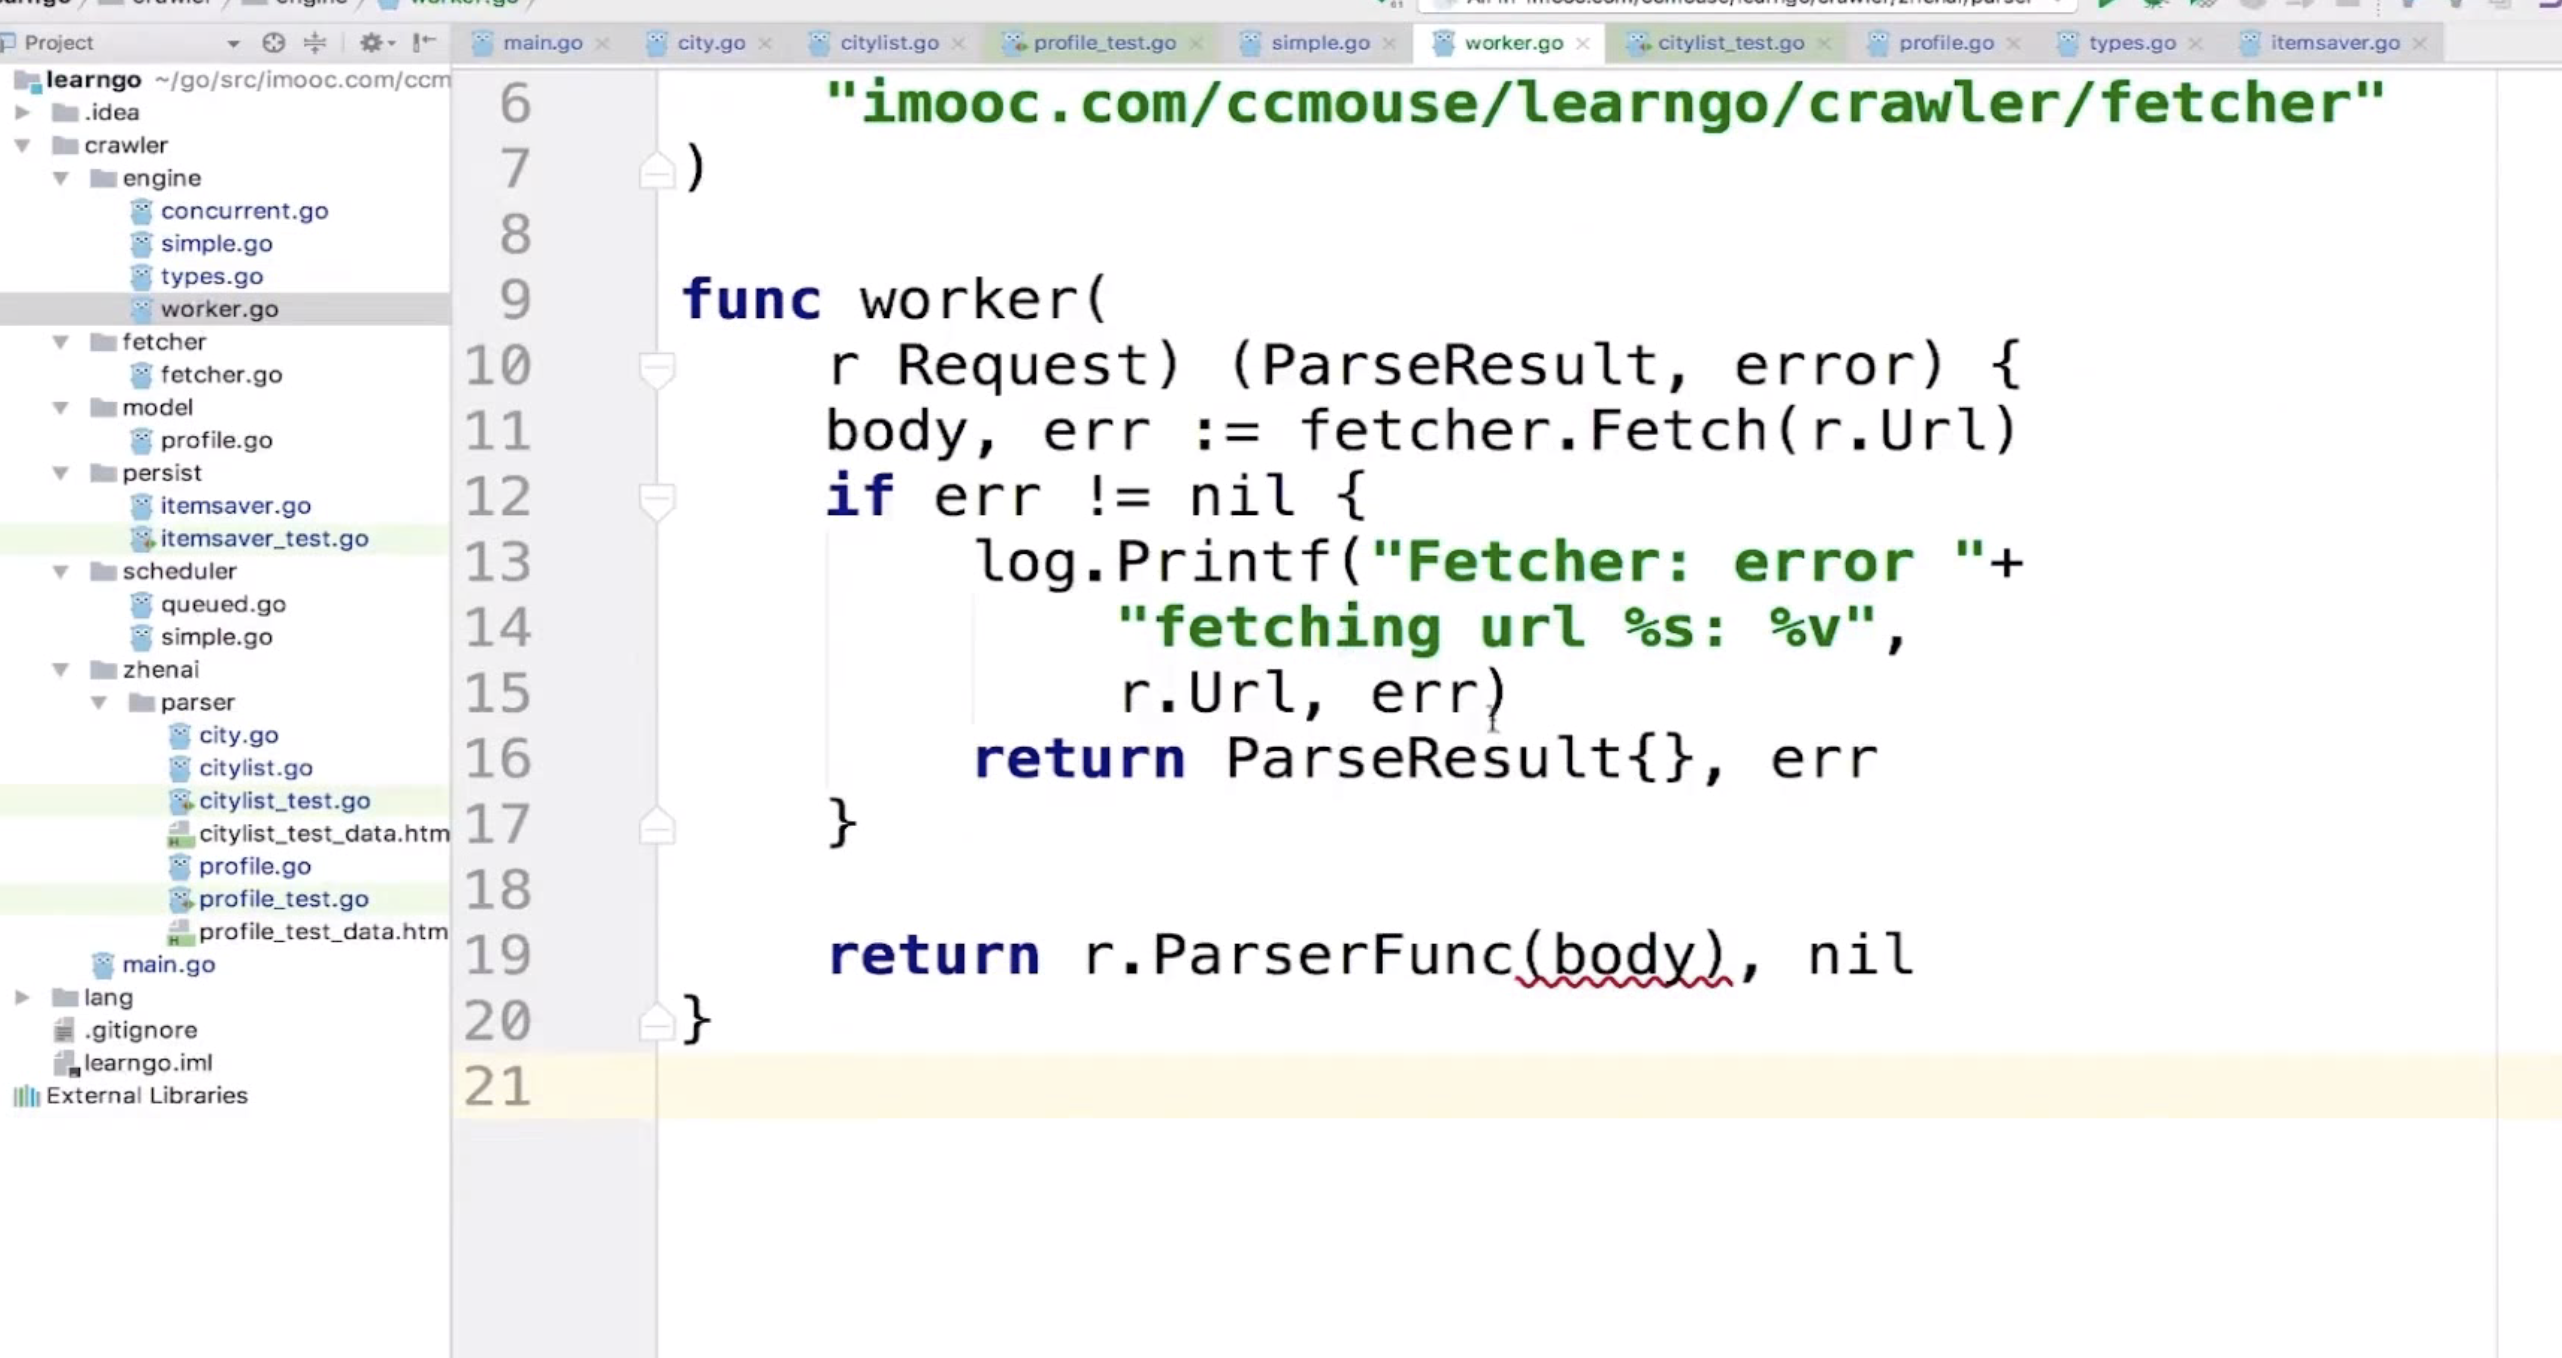 Project
main.go
city.go
citylist.go
profile_test.go
simple.go
worker.go
citylist_test.go
profile.go
types.go
itemsaver.go
learngo ~/go/src/imooc.com/ccm
.idea
crawler
engine
concurrent.go
simple.go
types.go
worker.go
fetcher
fetcher.go
model
profile.go
persist
itemsaver.go
itemsaver_test.go
scheduler
queued.go
simple.go
zhenai
parser
city.go
citylist.go
citylist_test.go
citylist_test_data.htm
profile.go
profile_test.go
profile_test_data.htm
main.go
lang
.gitignore
learngo.iml
External Libraries
6 "imooc.com/ccmouse/learngo/crawler/fetcher"
7 )
8
9 func worker(
10 r Request) (ParseResult, error) {
11 body, err := fetcher.Fetch(r.Url)
12 if err != nil {
13 log.Printf("Fetcher: error "+
14 "fetching url %s: %v",
15 r.Url, err)
16 return ParseResult{}, err
17 }
18
19 return r.ParserFunc(body), nil
20 }
21